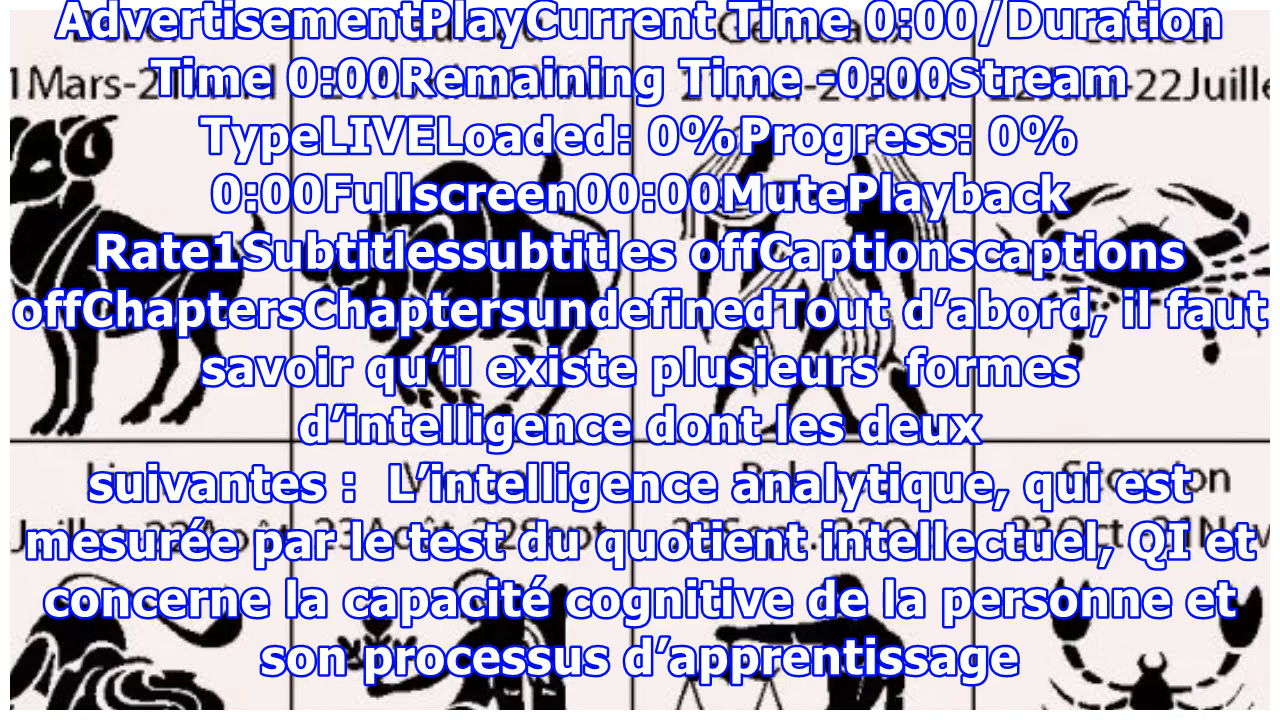 AdvertisementPlayCurrent Time 0:00/Duration
Time 0:00Remaining Time -0:00Stream
TypeLIVELoaded: 0%Progress: 0%
0:00Fullscreen00:00MutePlayback
Rate1Subtitlessubtitles offCaptionscaptions
offChaptersChaptersundefinedTout d’abord, il faut
savoir qu’il existe plusieurs  formes
d’intelligence dont les deux
suivantes :  L’intelligence analytique, qui est
mesurée par le test du quotient intellectuel, QI et
concerne la capacité cognitive de la personne et
son processus d’apprentissage